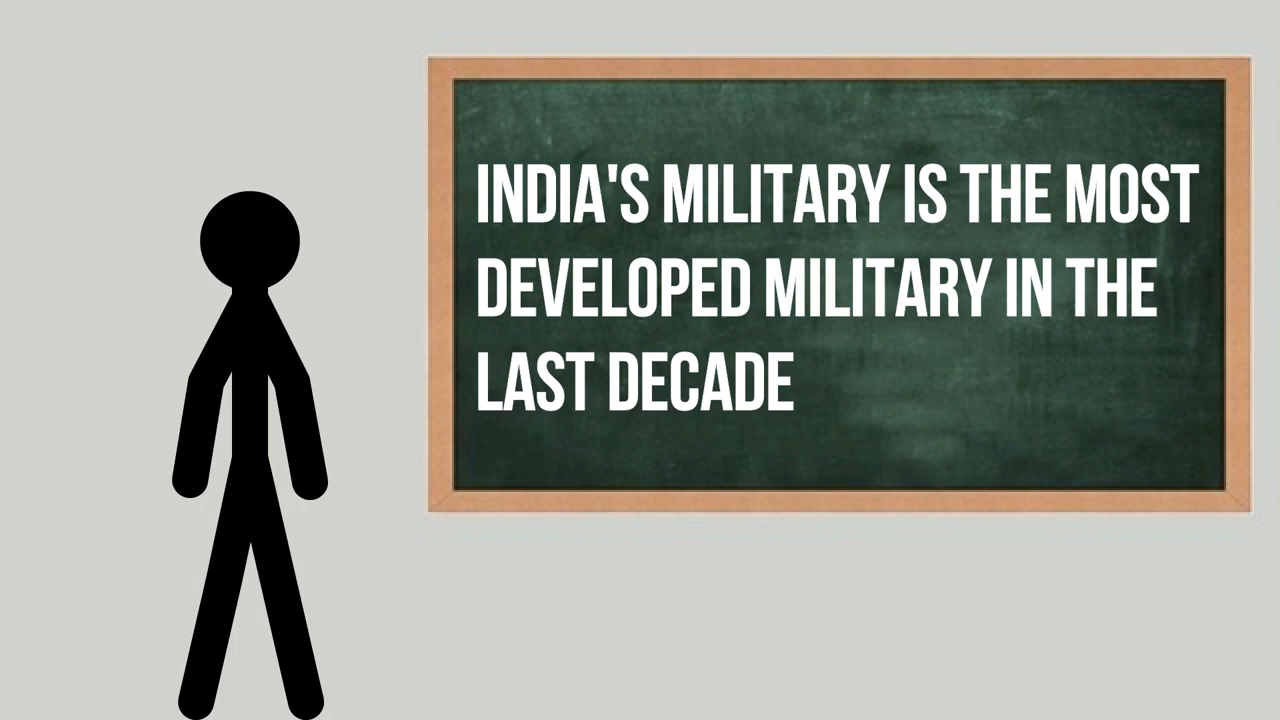 INDIA'S MILITARY IS THE MOST
DEVELOPED MILITARY IN THE
LAST DECADE